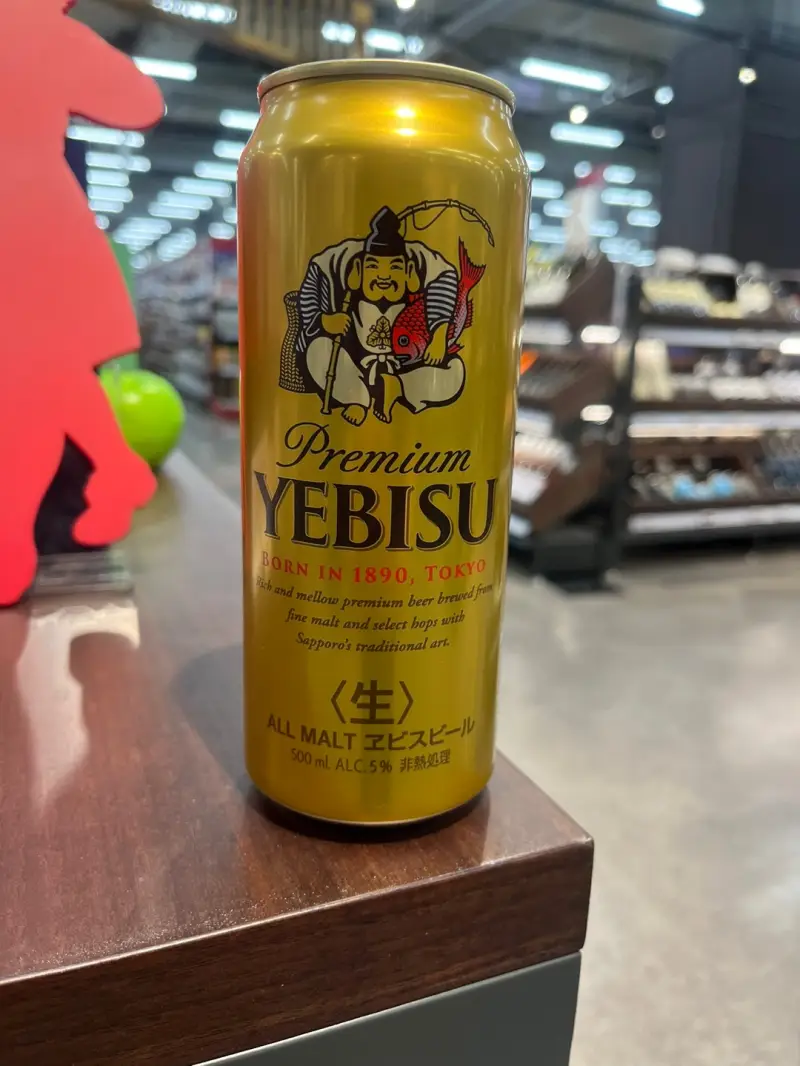 Premium
YEBISU
BORN IN 1890, TOKYO
Rich and mellow premium beer brewed from
fine malt and select hops with
Sapporo's traditional art.
〈生〉
ALL MALT ヱビスビール
500 ml. ALC.5% 非熱処理